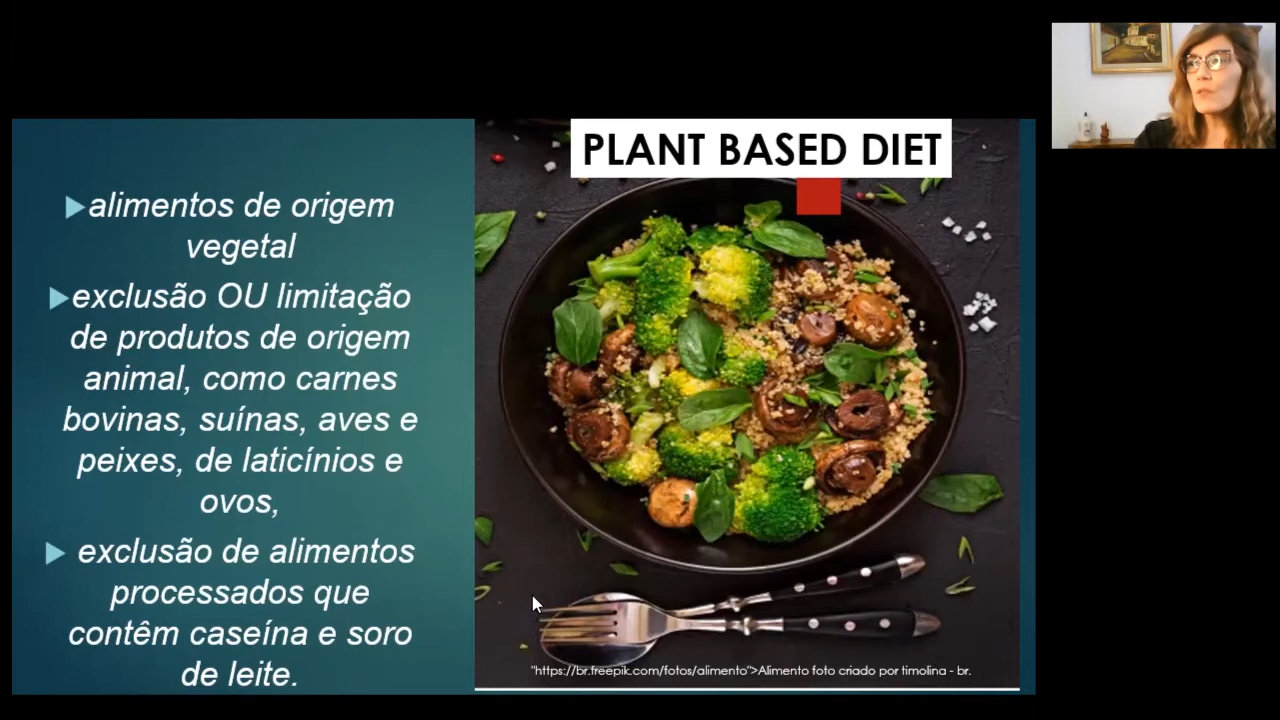 PLANT BASED DIET
alimentos de origem
vegetal
exclusão OU limitação
de produtos de origem
animal, como carnes
bovinas, suínas, aves e
peixes, de laticínios e
ovos,
exclusão de alimentos
processados que
contêm caseína e soro
de leite.
"https://br.freepik.com/fotos/alimento">Alimento foto criado por timolina - br.